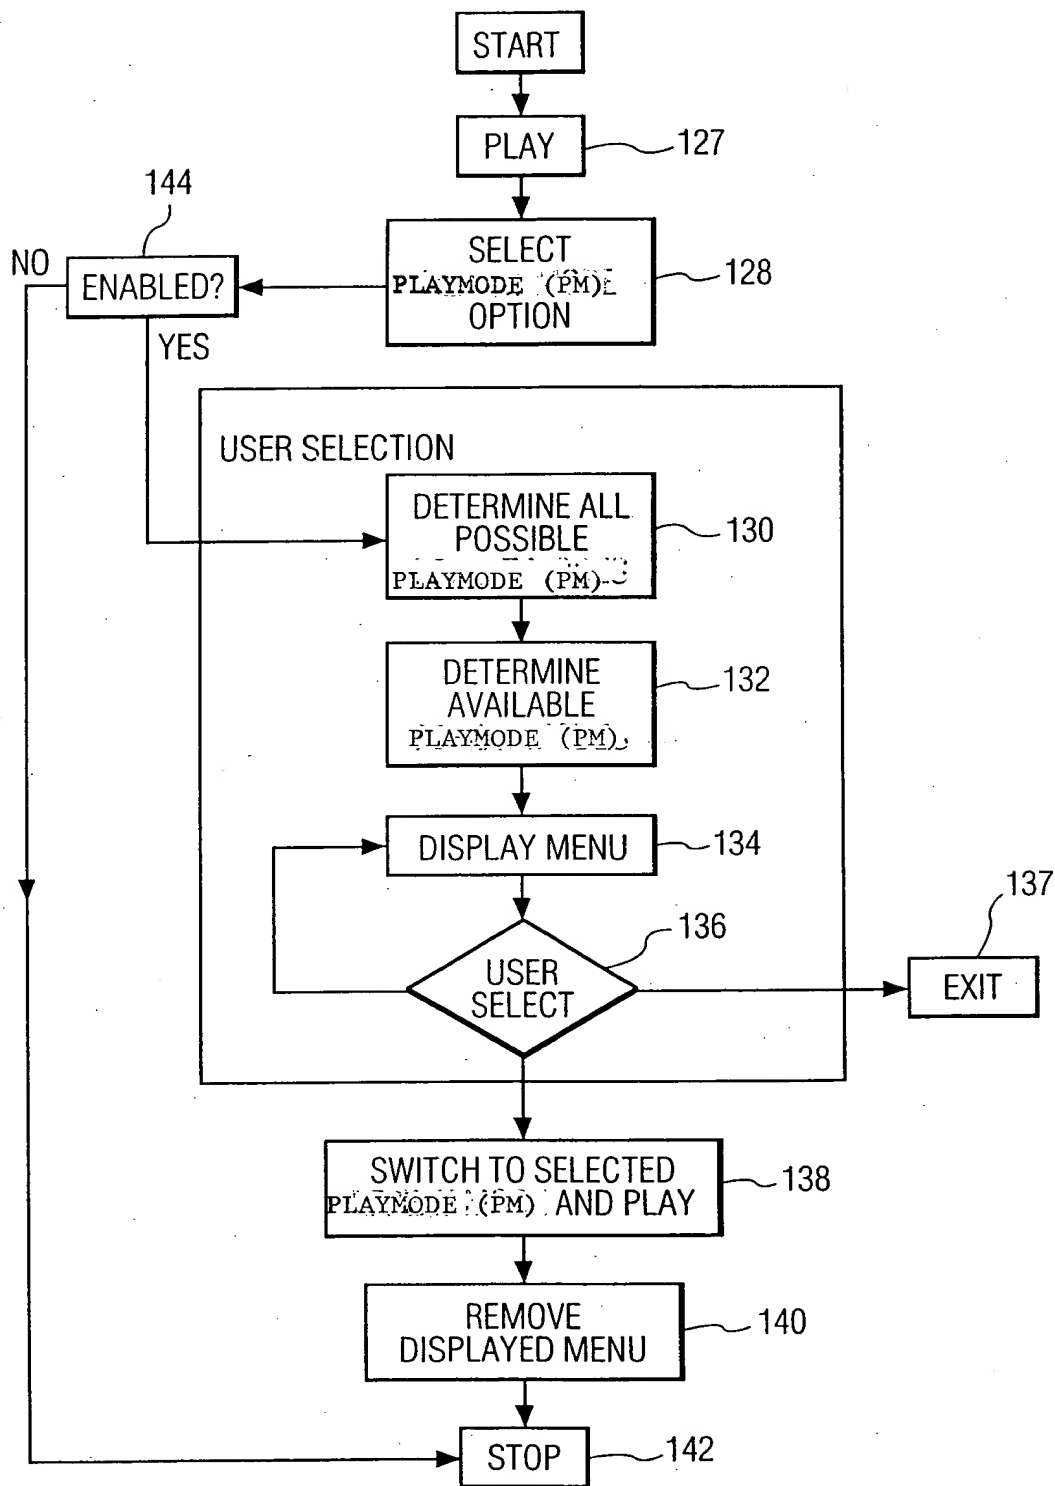 START
PLAY
127
144
NO
ENABLED?
YES
SELECT
PLAYMODE (PM)
OPTION
128
USER SELECTION
DETERMINE ALL
POSSIBLE
PLAYMODE (PM)
130
DETERMINE
AVAILABLE
PLAYMODE (PM)
132
DISPLAY MENU
134
136
USER
SELECT
137
EXIT
SWITCH TO SELECTED
PLAYMODE (PM) AND PLAY
138
REMOVE
DISPLAYED MENU
140
STOP
142